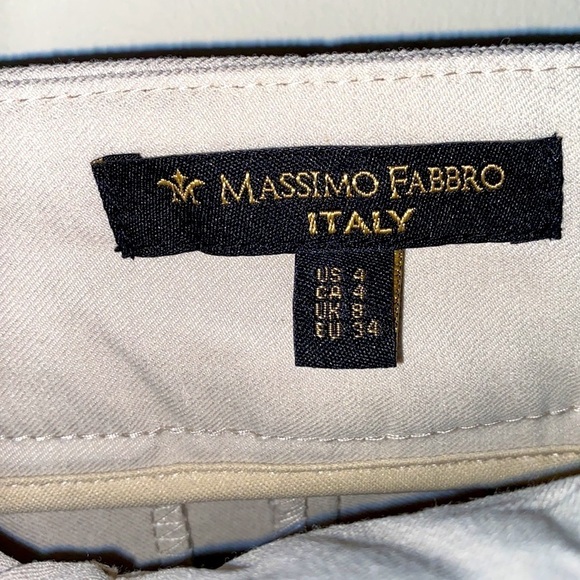 MASSIMO FABBRO
ITALY
US 4
CA 4
UK 8
EU 34